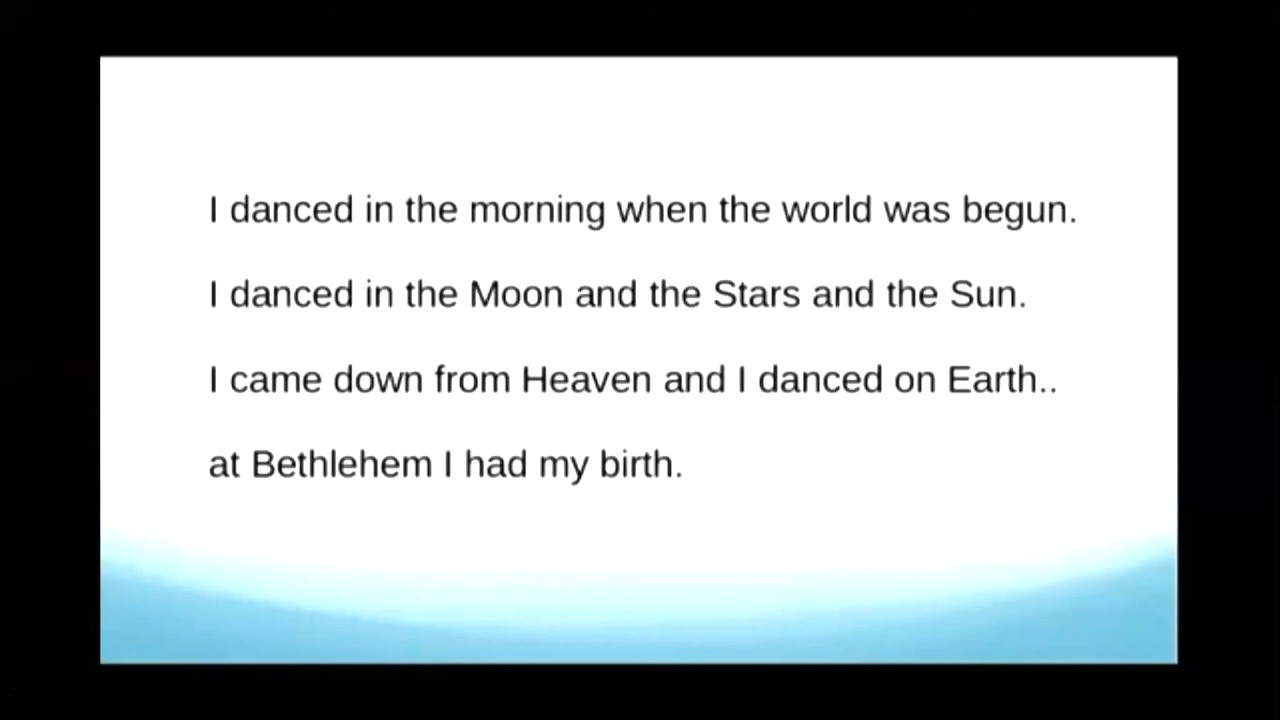 I danced in the morning when the world was begun.
I danced in the Moon and the Stars and the Sun.
I came down from Heaven and I danced on Earth..
at Bethlehem I had my birth.